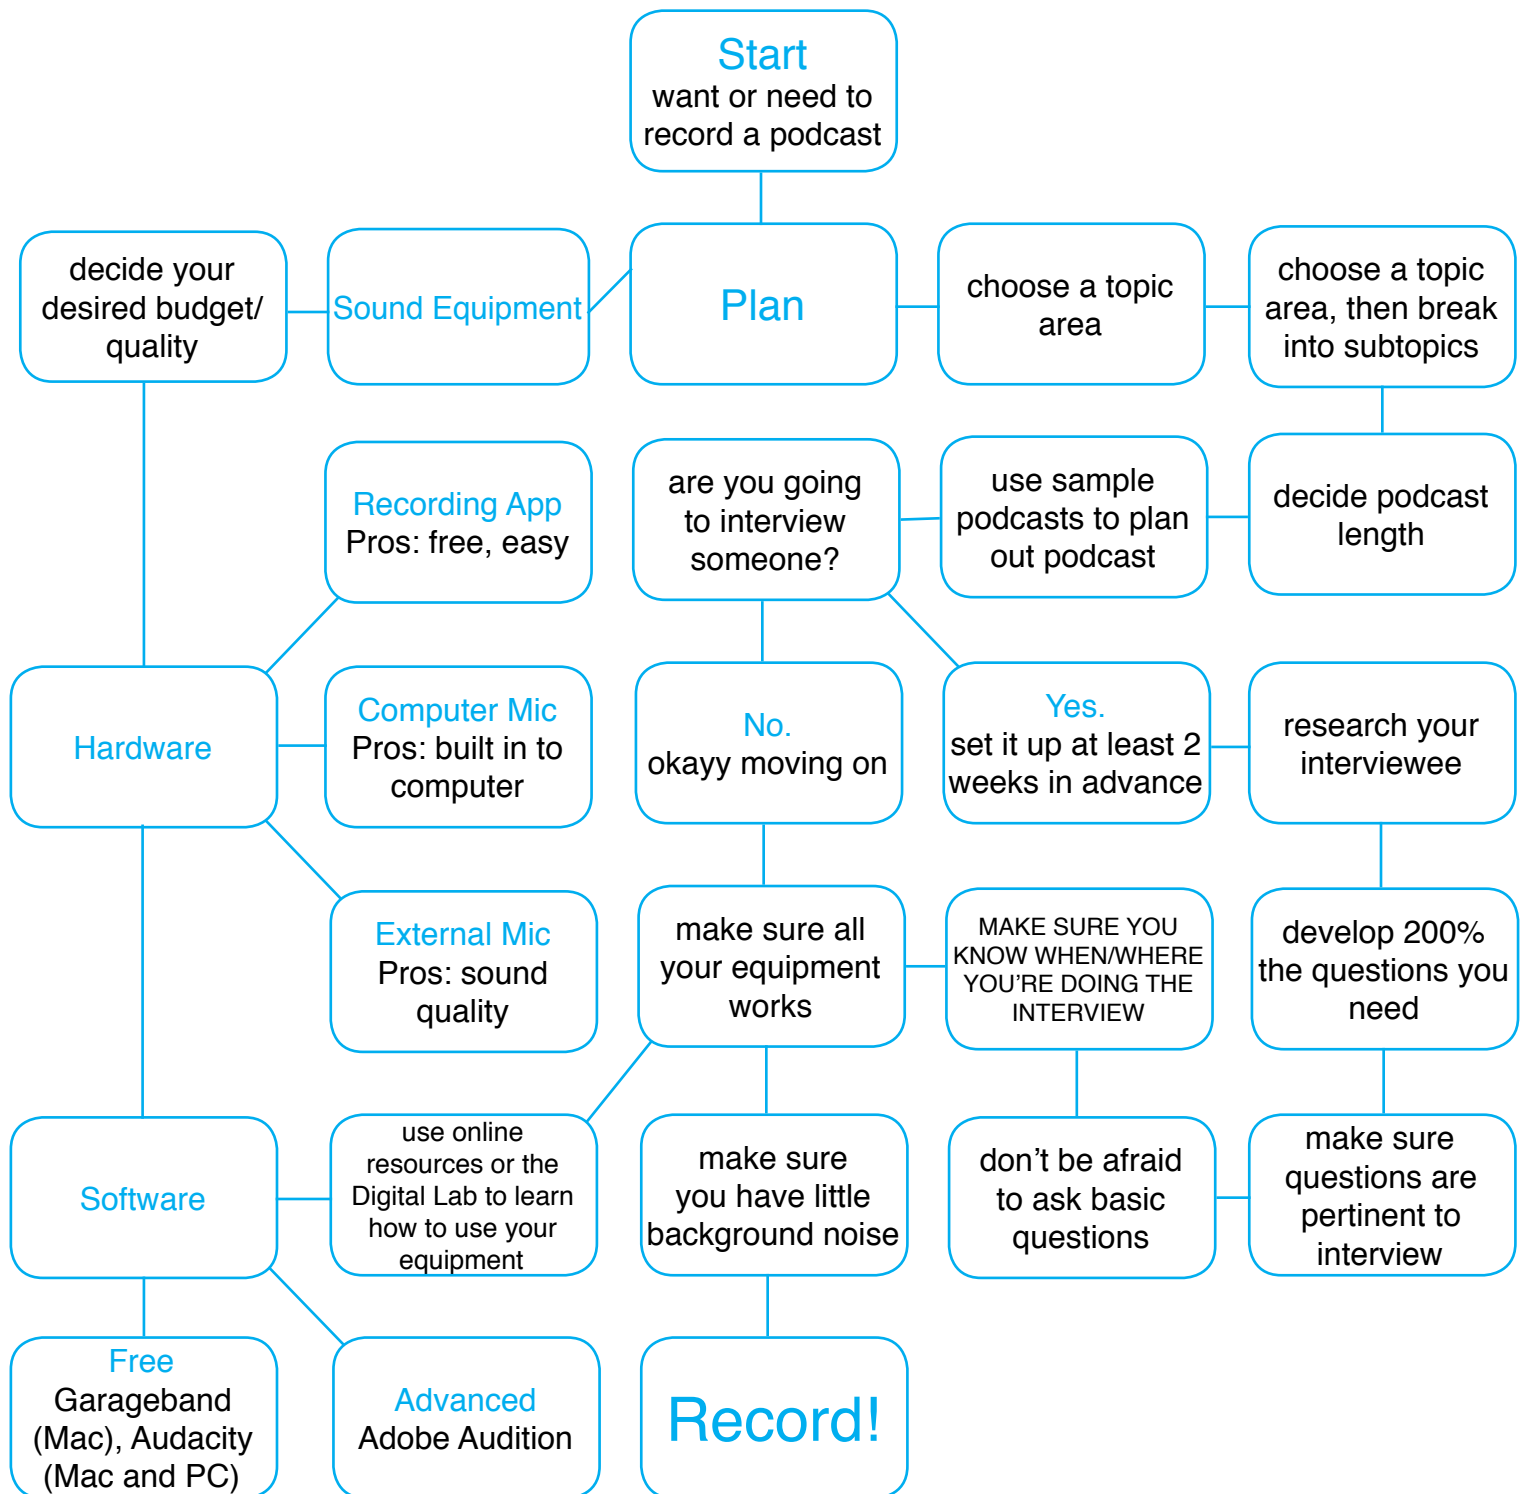 Start
want or need to
record a podcast
decide your
desired budget/
quality
Sound Equipment
Plan
choose a topic
area
choose a topic
area, then break
into subtopics
Recording App
Pros: free, easy
are you going
to interview
someone?
use sample
podcasts to plan
out podcast
decide podcast
length
Hardware
Computer Mic
Pros: built in to
computer
No.
okayy moving on
Yes.
set it up at least 2
weeks in advance
research your
interviewee
External Mic
Pros: sound
quality
make sure all
your equipment
works
MAKE SURE YOU
KNOW WHEN/WHERE
YOU'RE DOING THE
INTERVIEW
develop 200%
the questions you
need
Software
use online
resources or the
Digital Lab to learn
how to use your
equipment
make sure
you have little
background noise
don't be afraid
to ask basic
questions
make sure
questions are
pertinent to
interview
Free
Garageband
(Mac), Audacity
(Mac and PC)
Advanced
Adobe Audition
Record!